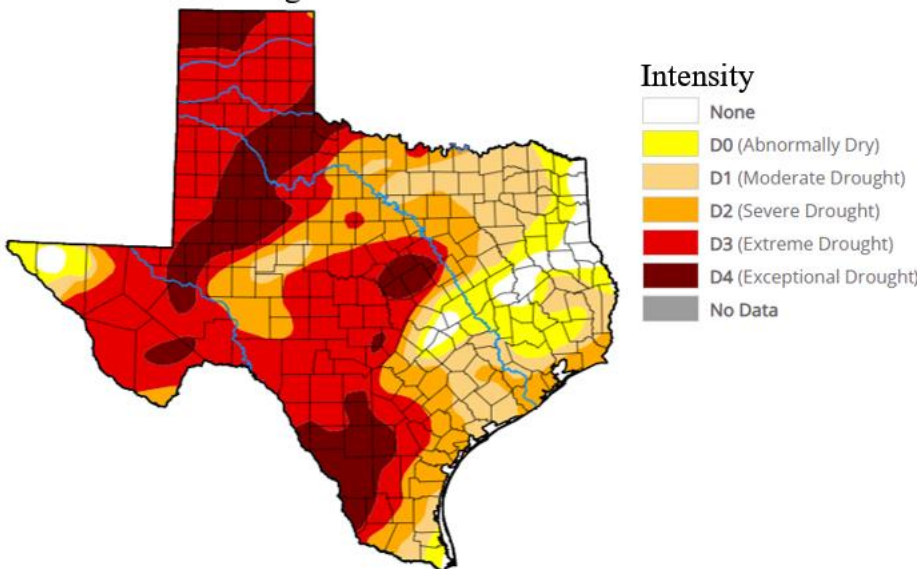 Intensity
None
D0 (Abnormally Dry)
D1 (Moderate Drought)
D2 (Severe Drought)
D3 (Extreme Drought)
D4 (Exceptional Drought)
No Data